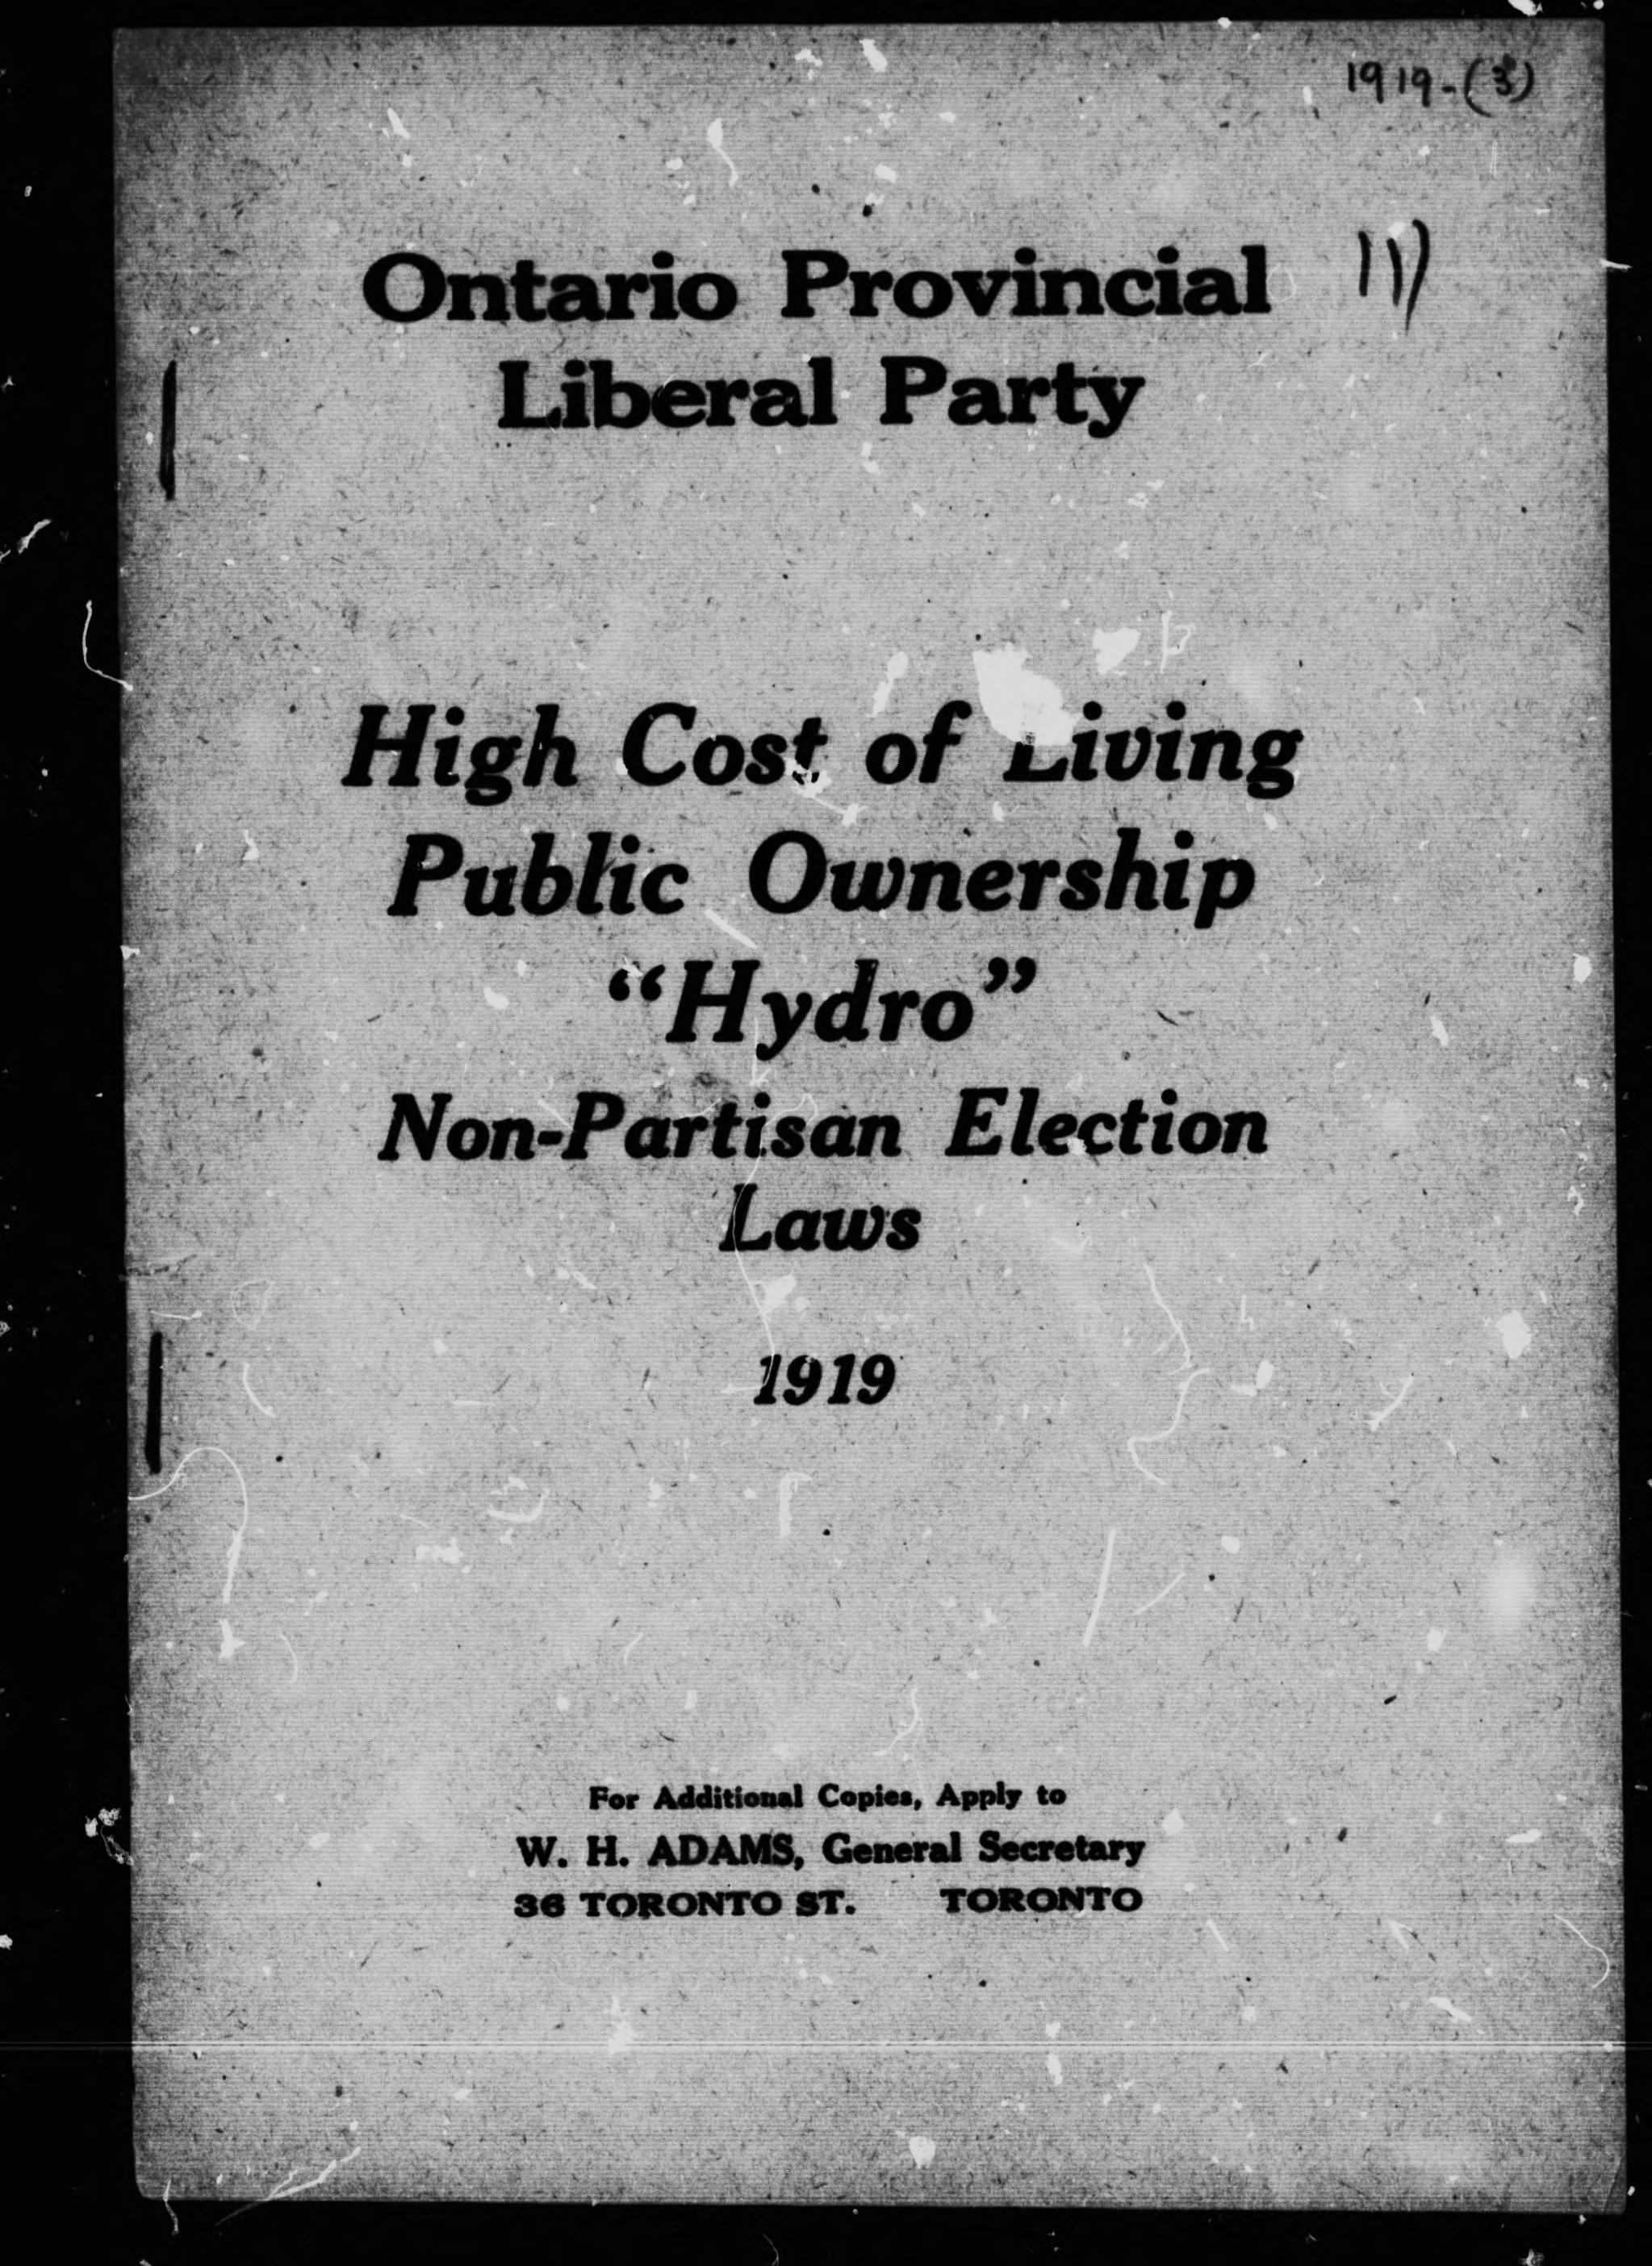 1919-(3)
Ontario Provincial
Liberal Party
High Cost of Living
Public Ownership
“Hydro”
Non-Partisan Election
Laws
1919
For Additional Copies, Apply to
W. H. ADAMS, General Secretary
36 TORONTO ST. TORONTO